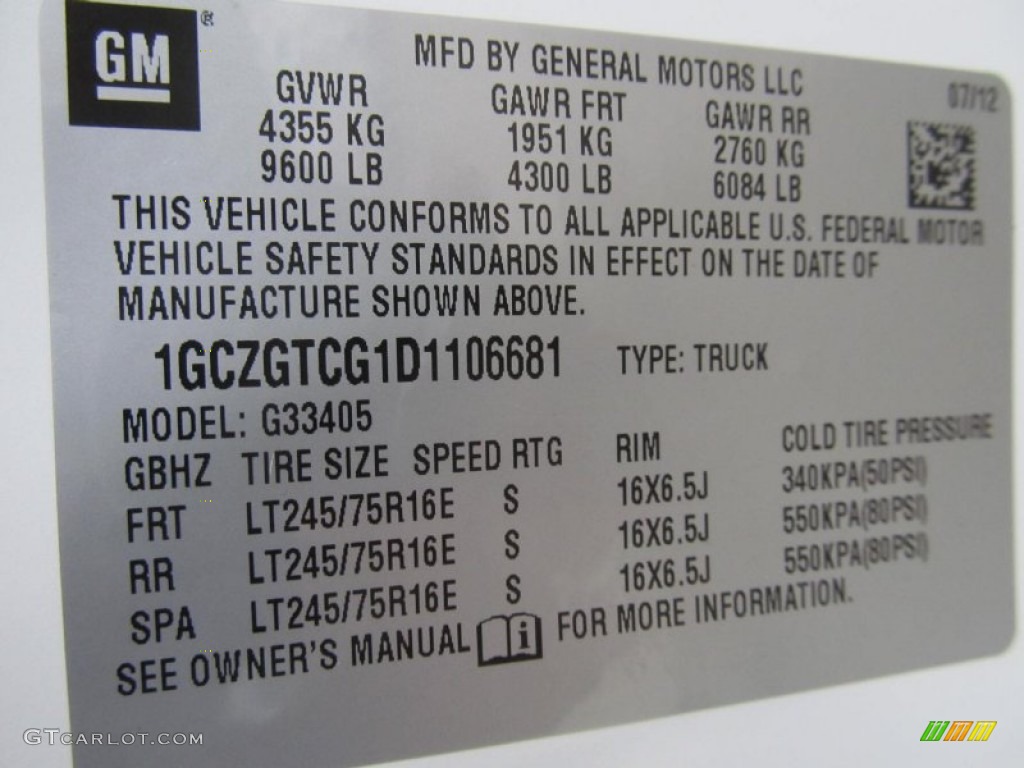 GM ®
MFD BY GENERAL MOTORS LLC
07/12
GVWR GAWR FRT GAWR RR
4355 KG 1951 KG 2760 KG
9600 LB 4300 LB 6084 LB
THIS VEHICLE CONFORMS TO ALL APPLICABLE U.S. FEDERAL MOTOR
VEHICLE SAFETY STANDARDS IN EFFECT ON THE DATE OF
MANUFACTURE SHOWN ABOVE.
1GCZGTCG1D1106681 TYPE: TRUCK
MODEL: G33405
GBHZ TIRE SIZE SPEED RTG RIM COLD TIRE PRESSURE
FRT LT245/75R16E S 16X6.5J 340KPA(50PSI)
RR LT245/75R16E S 16X6.5J 550KPA(80PSI)
SPA LT245/75R16E S 16X6.5J 550KPA(80PSI)
SEE OWNER'S MANUAL i FOR MORE INFORMATION.
GTCARLOT.COM